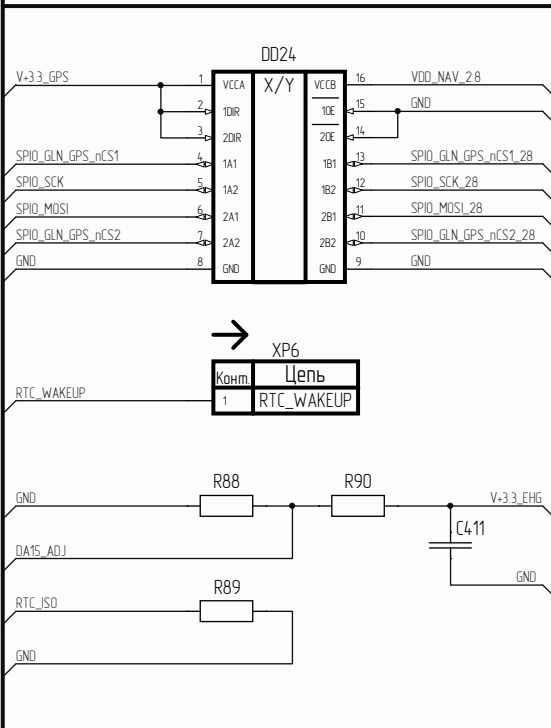 DD24
V+3.3_GPS 1 VCCA X/Y VCCB 16 VDD_NAV_2.8
2 1DIR 1OE 15 GND
3 2DIR 2OE 14
SPI0_GLN_GPS_nCS1 4 1A1 1B1 13 SPI0_GLN_GPS_nCS1_28
SPI0_SCK 5 1A2 1B2 12 SPI0_SCK_28
SPI0_MOSI 6 2A1 2B1 11 SPI0_MOSI_28
SPI0_GLN_GPS_nCS2 7 2A2 2B2 10 SPI0_GLN_GPS_nCS2_28
GND 8 GND GND 9 GND
XP6
Конт. Цепь
RTC_WAKEUP 1 RTC_WAKEUP
R88 R90
GND V+3.3_EHG
C411
DA15_ADJ
GND
R89
RTC_ISO
GND